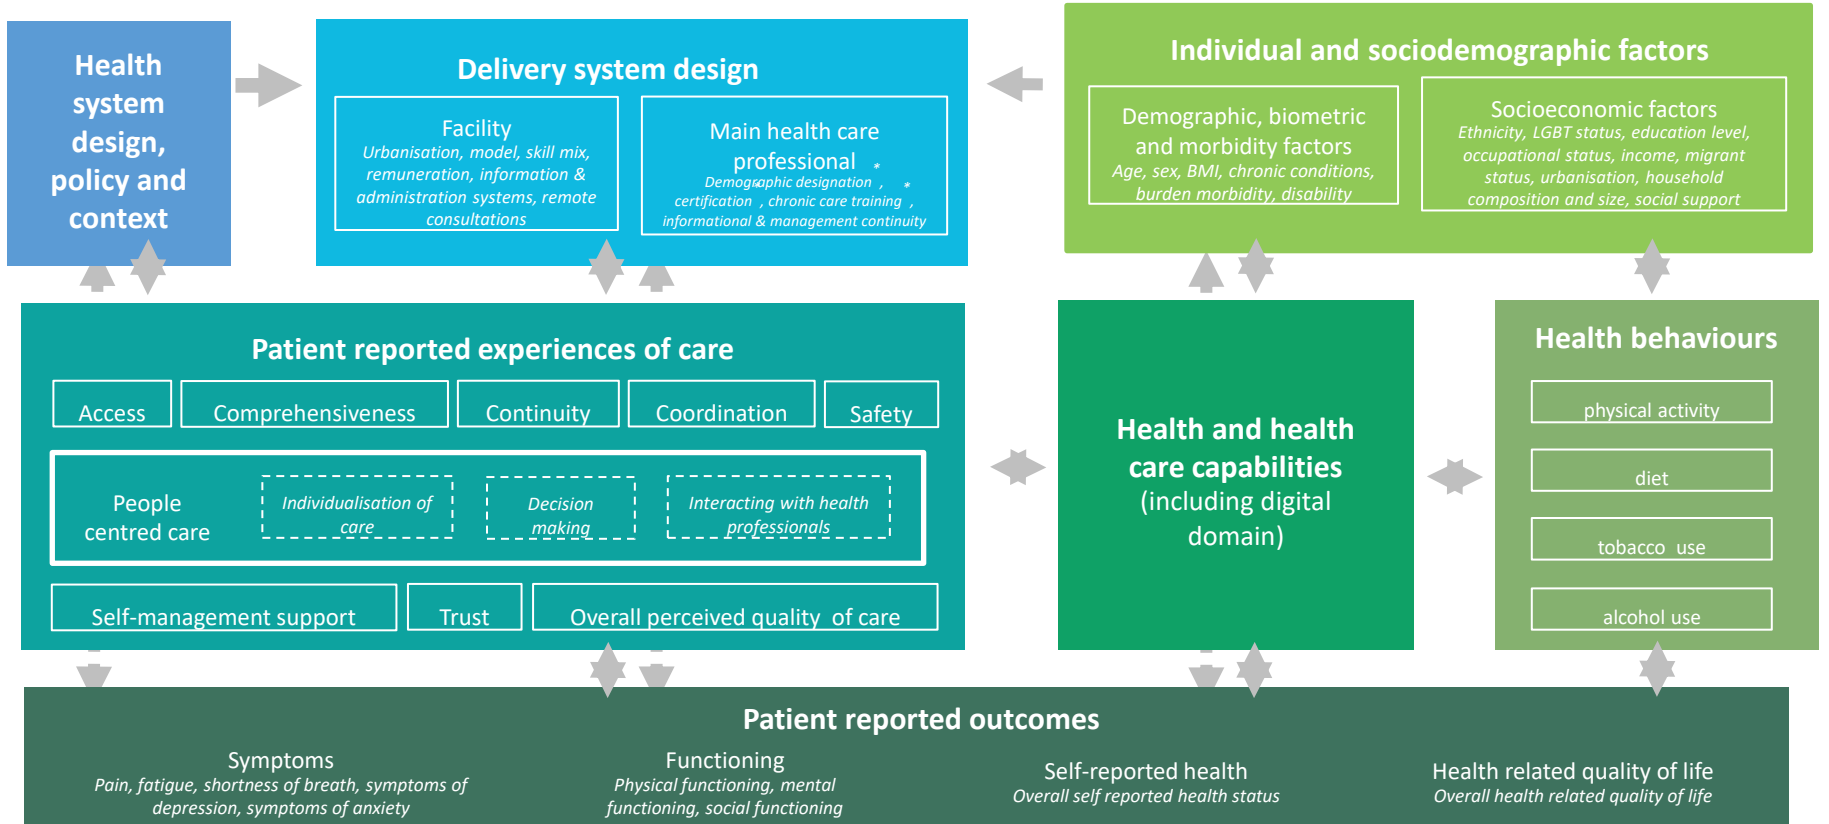 Health
system
design,
policy and
context
Delivery system design
Facility
Urbanisation, model, skill mix,
remuneration, information &
administration systems, remote
consultations
Main health care
professional *
Demographic designation , *
certification , chronic care training ,
informational & management continuity
Individual and sociodemographic factors
Demographic, biometric
and morbidity factors
Age, sex, BMI, chronic conditions,
burden morbidity, disability
Socioeconomic factors
Ethnicity, LGBT status, education level,
occupational status, income, migrant
status, urbanisation, household
composition and size, social support
Patient reported experiences of care
Access
Comprehensiveness
Continuity
Coordination
Safety
People
centred care
Individualisation of
care
Decision
making
Interacting with health
professionals
Self-management support
Trust
Overall perceived quality of care
Health and health
care capabilities
(including digital
domain)
Health behaviours
physical activity
diet
tobacco use
alcohol use
Patient reported outcomes
Symptoms
Pain, fatigue, shortness of breath, symptoms of
depression, symptoms of anxiety
Functioning
Physical functioning, mental
functioning, social functioning
Self-reported health
Overall self reported health status
Health related quality of life
Overall health related quality of life